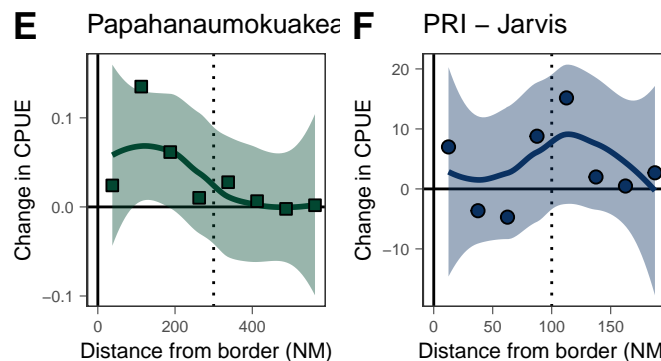 E Papahanaumokuakea
Change in CPUE
0.1
0.0
−0.1
0 200 400
Distance from border (NM)
F PRI − Jarvis
Change in CPUE
20
10
0
−10
0 50 100 150
Distance from border (NM)